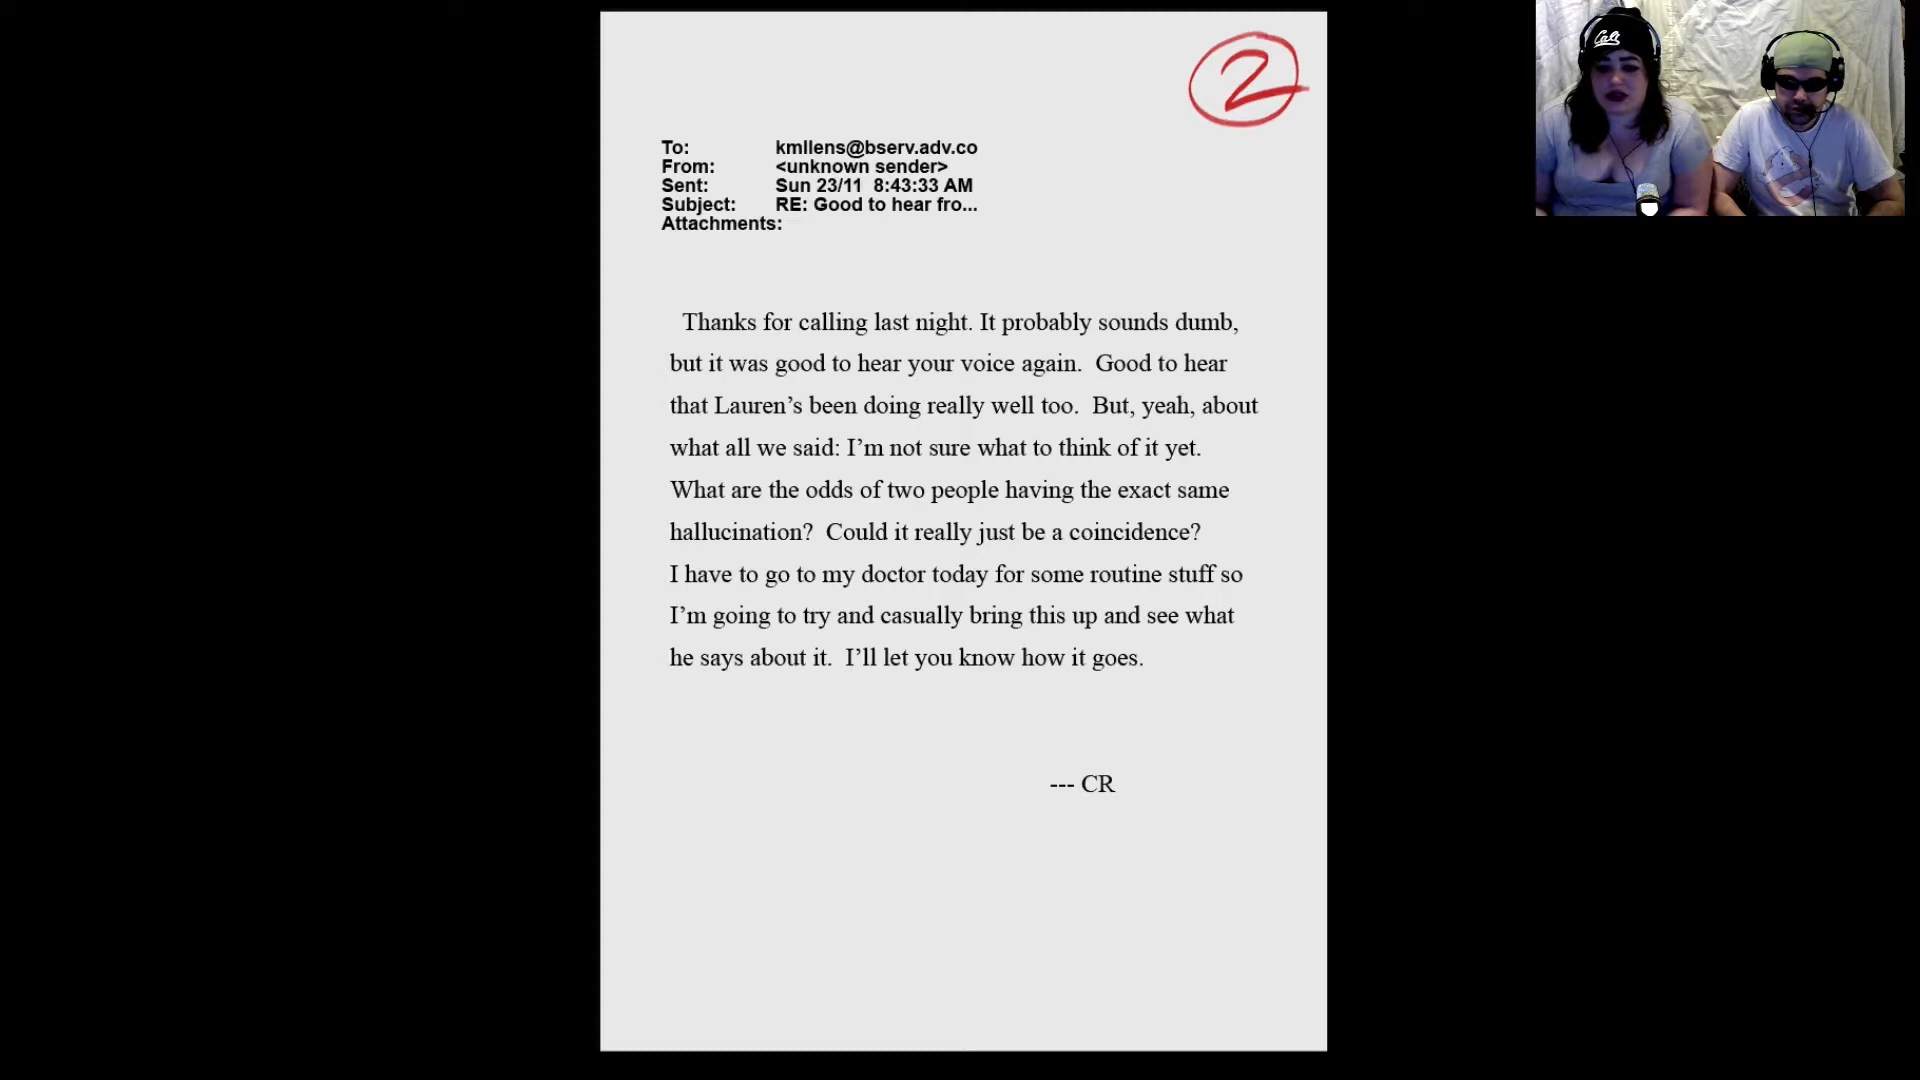 2
To: kmllens@bserv.adv.co
From: <unknown sender>
Sent: Sun 23/11 8:43:33 AM
Subject: RE: Good to hear fro...
Attachments:
Thanks for calling last night. It probably sounds dumb,
but it was good to hear your voice again. Good to hear
that Lauren’s been doing really well too. But, yeah, about
what all we said: I’m not sure what to think of it yet.
What are the odds of two people having the exact same
hallucination? Could it really just be a coincidence?
I have to go to my doctor today for some routine stuff so
I’m going to try and casually bring this up and see what
he says about it. I’ll let you know how it goes.
--- CR
Cali